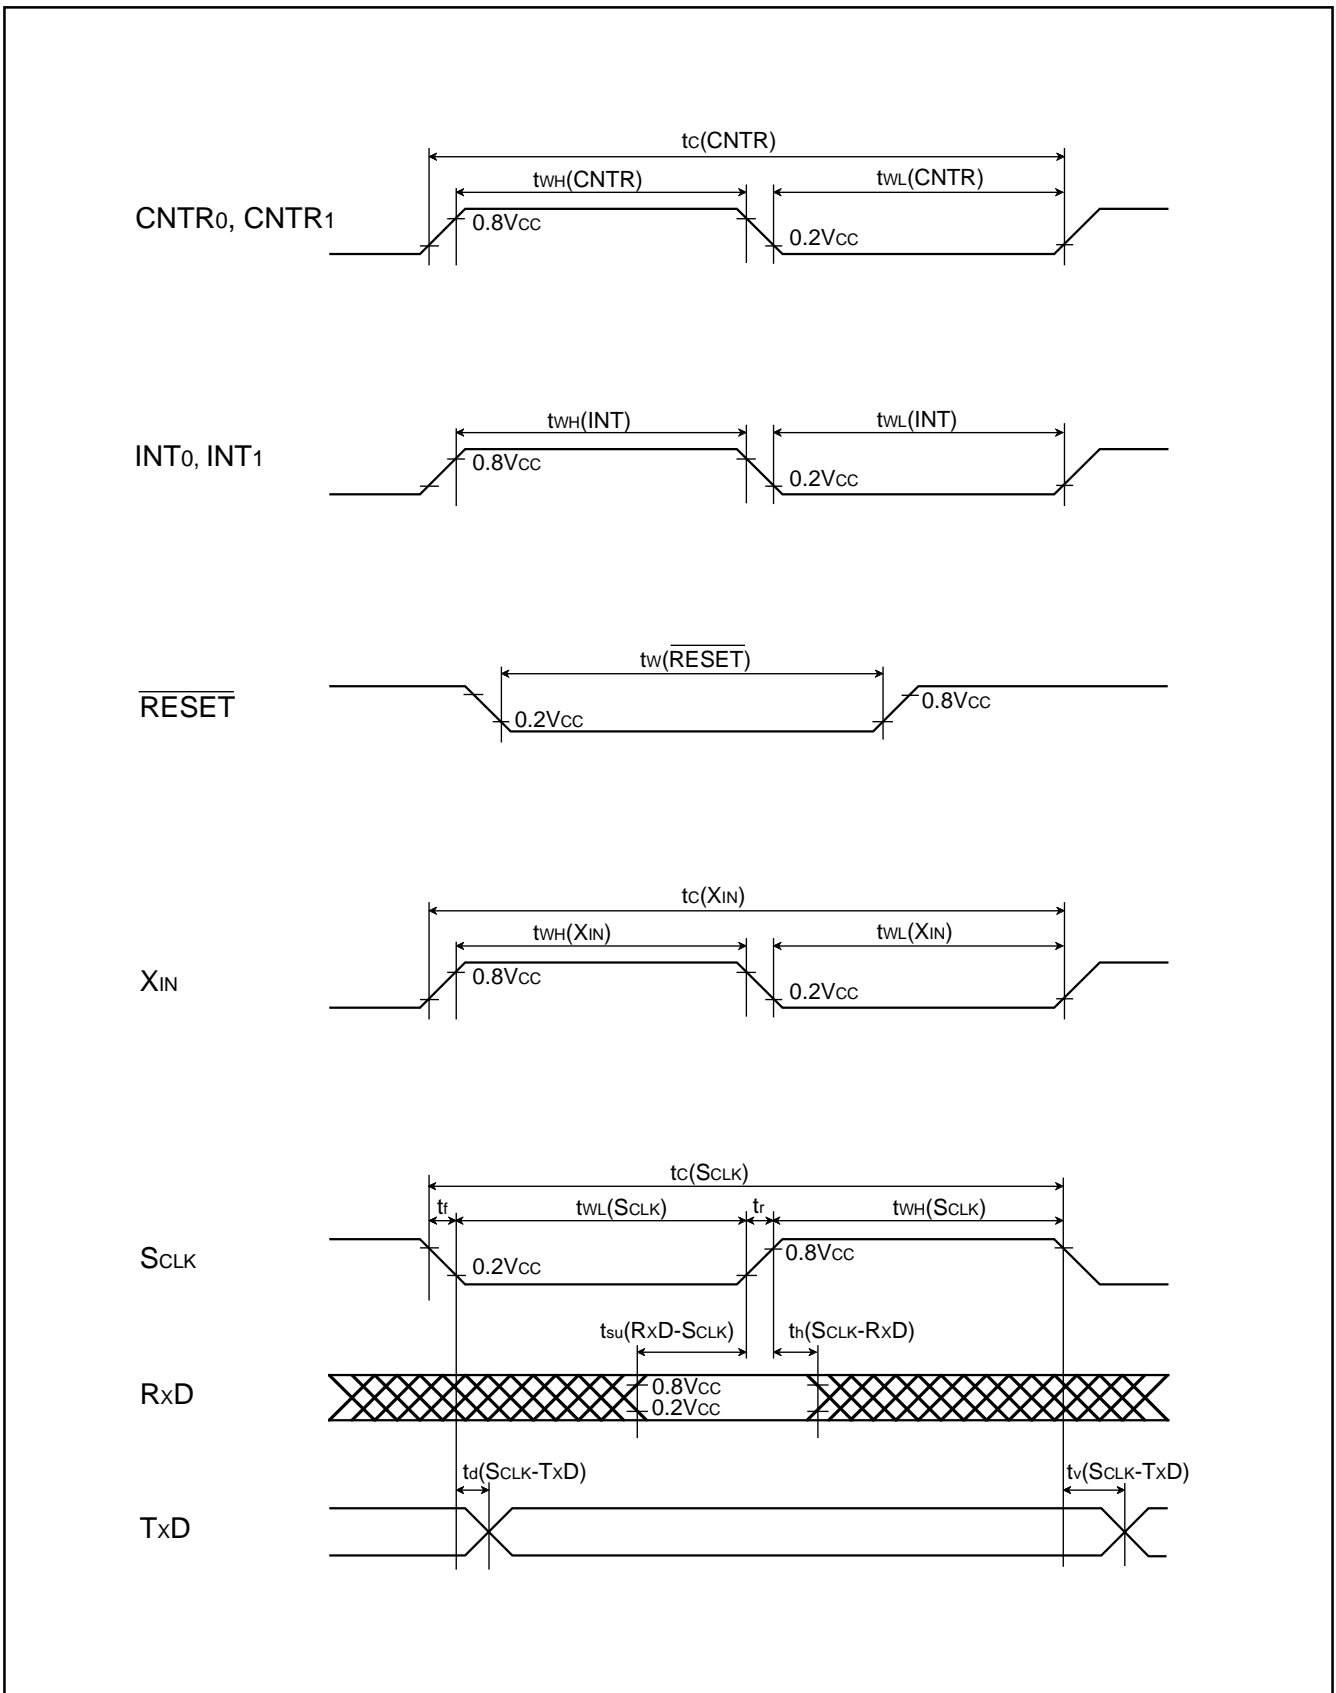 tC(CNTR)
tWH(CNTR) tWL(CNTR)
CNTR0, CNTR1 0.8VCC 0.2VCC
tWH(INT) tWL(INT)
INT0, INT1 0.8VCC 0.2VCC
tW(RESET)
RESET 0.2VCC 0.8VCC
tC(XIN)
tWH(XIN) tWL(XIN)
XIN 0.8VCC 0.2VCC
tC(SCLK)
tf tWL(SCLK) tr tWH(SCLK)
SCLK 0.2VCC 0.8VCC
tsu(RXD-SCLK) th(SCLK-RXD)
RXD 0.8VCC
0.2VCC
td(SCLK-TXD) tv(SCLK-TXD)
TXD